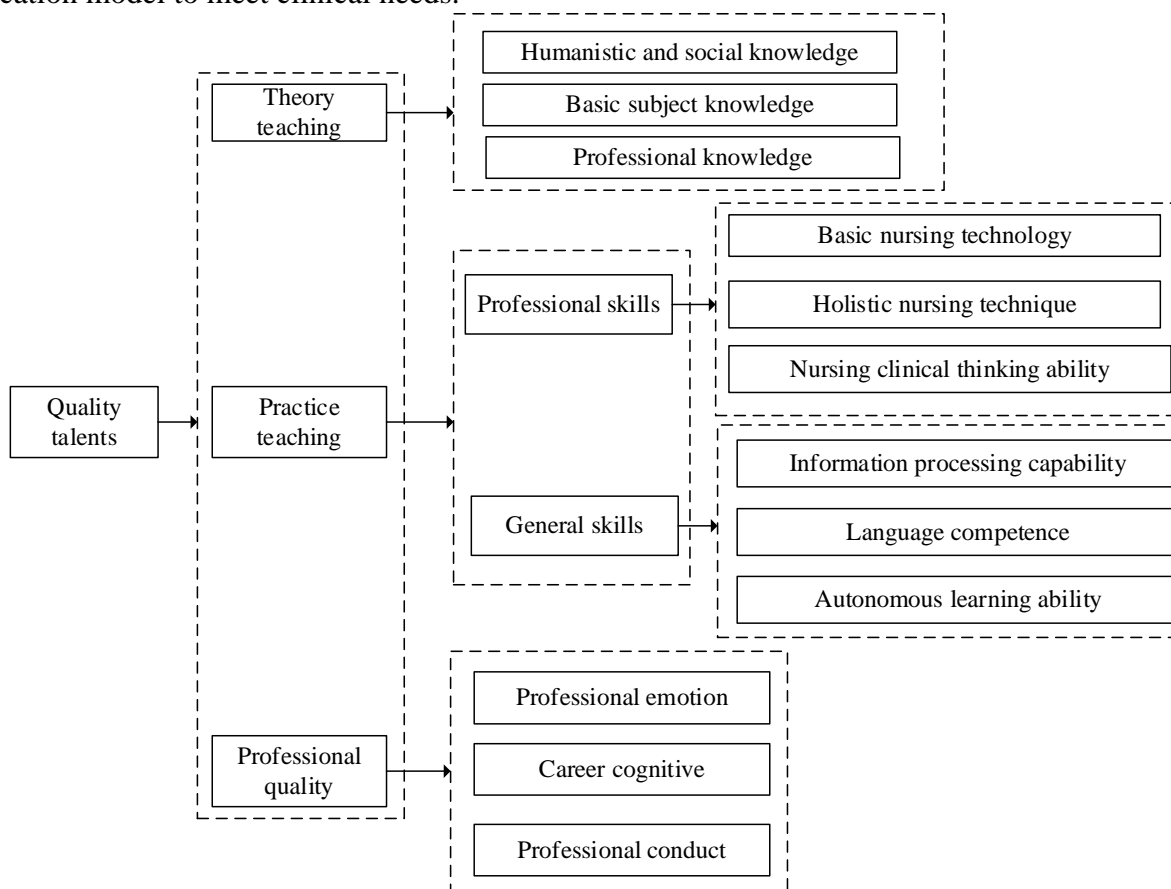 cation model to meet clinical needs.
Humanistic and social knowledge
Theory
teaching
Basic subject knowledge
Professional knowledge
Basic nursing technology
Professional skills
Holistic nursing technique
Nursing clinical thinking ability
Quality
talents
Practice
teaching
Information processing capability
General skills
Language competence
Autonomous learning ability
Professional emotion
Professional
quality
Career cognitive
Professional conduct